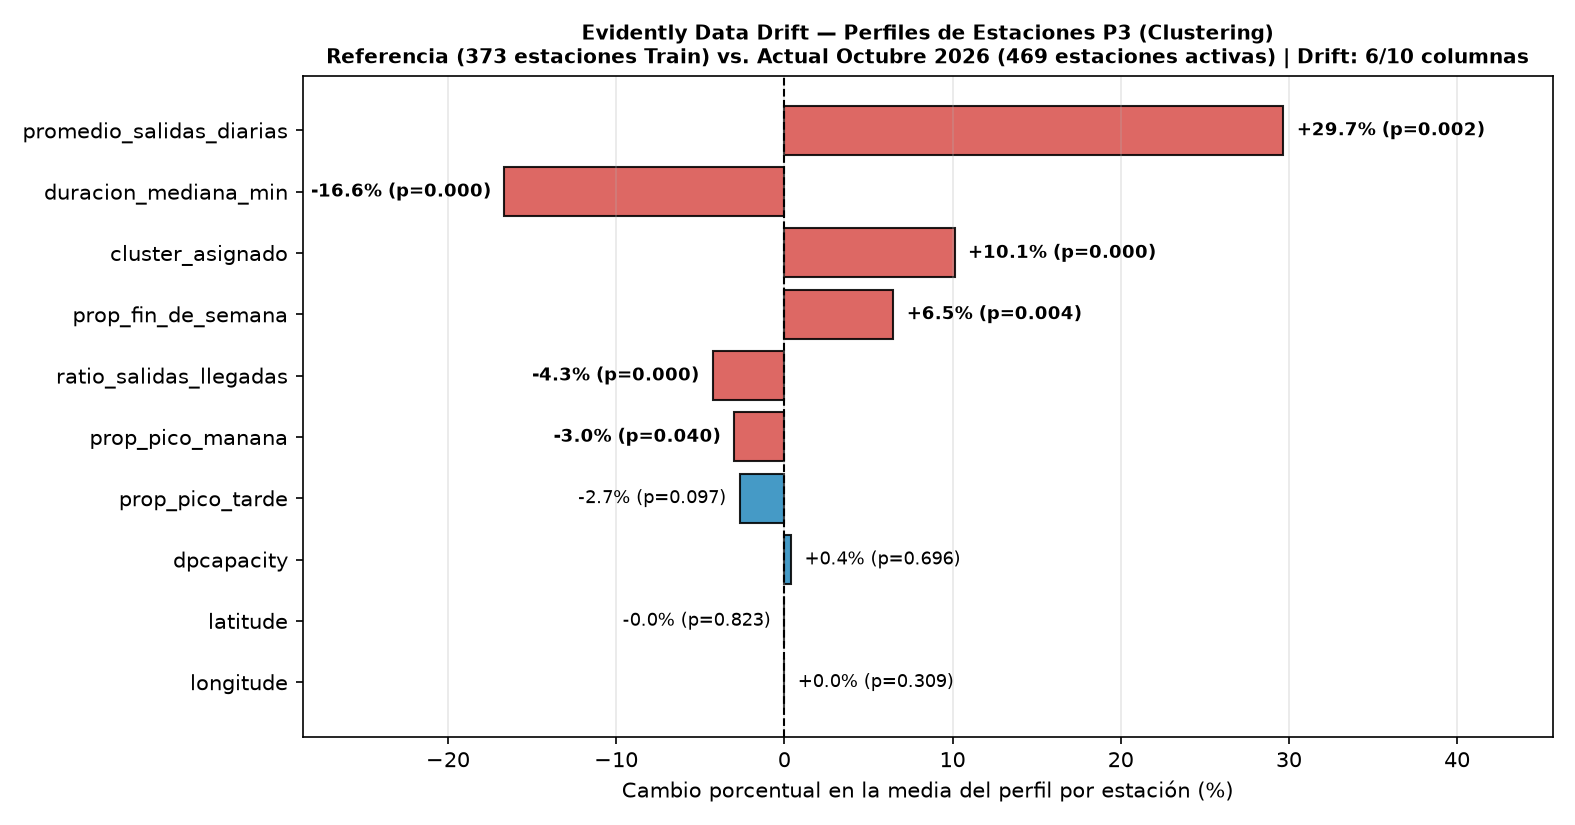 Evidently Data Drift — Perfiles de Estaciones P3 (Clustering)
Referencia (373 estaciones Train) vs. Actual Octubre 2026 (469 estaciones activas) | Drift: 6/10 columnas
promedio_salidas_diarias +29.7% (p=0.002)
duracion_mediana_min -16.6% (p=0.000)
cluster_asignado +10.1% (p=0.000)
prop_fin_de_semana +6.5% (p=0.004)
ratio_salidas_llegadas -4.3% (p=0.000)
prop_pico_manana -3.0% (p=0.040)
prop_pico_tarde -2.7% (p=0.097)
dpcapacity +0.4% (p=0.696)
latitude -0.0% (p=0.823)
longitude +0.0% (p=0.309)
−20 −10 0 10 20 30 40
Cambio porcentual en la media del perfil por estación (%)